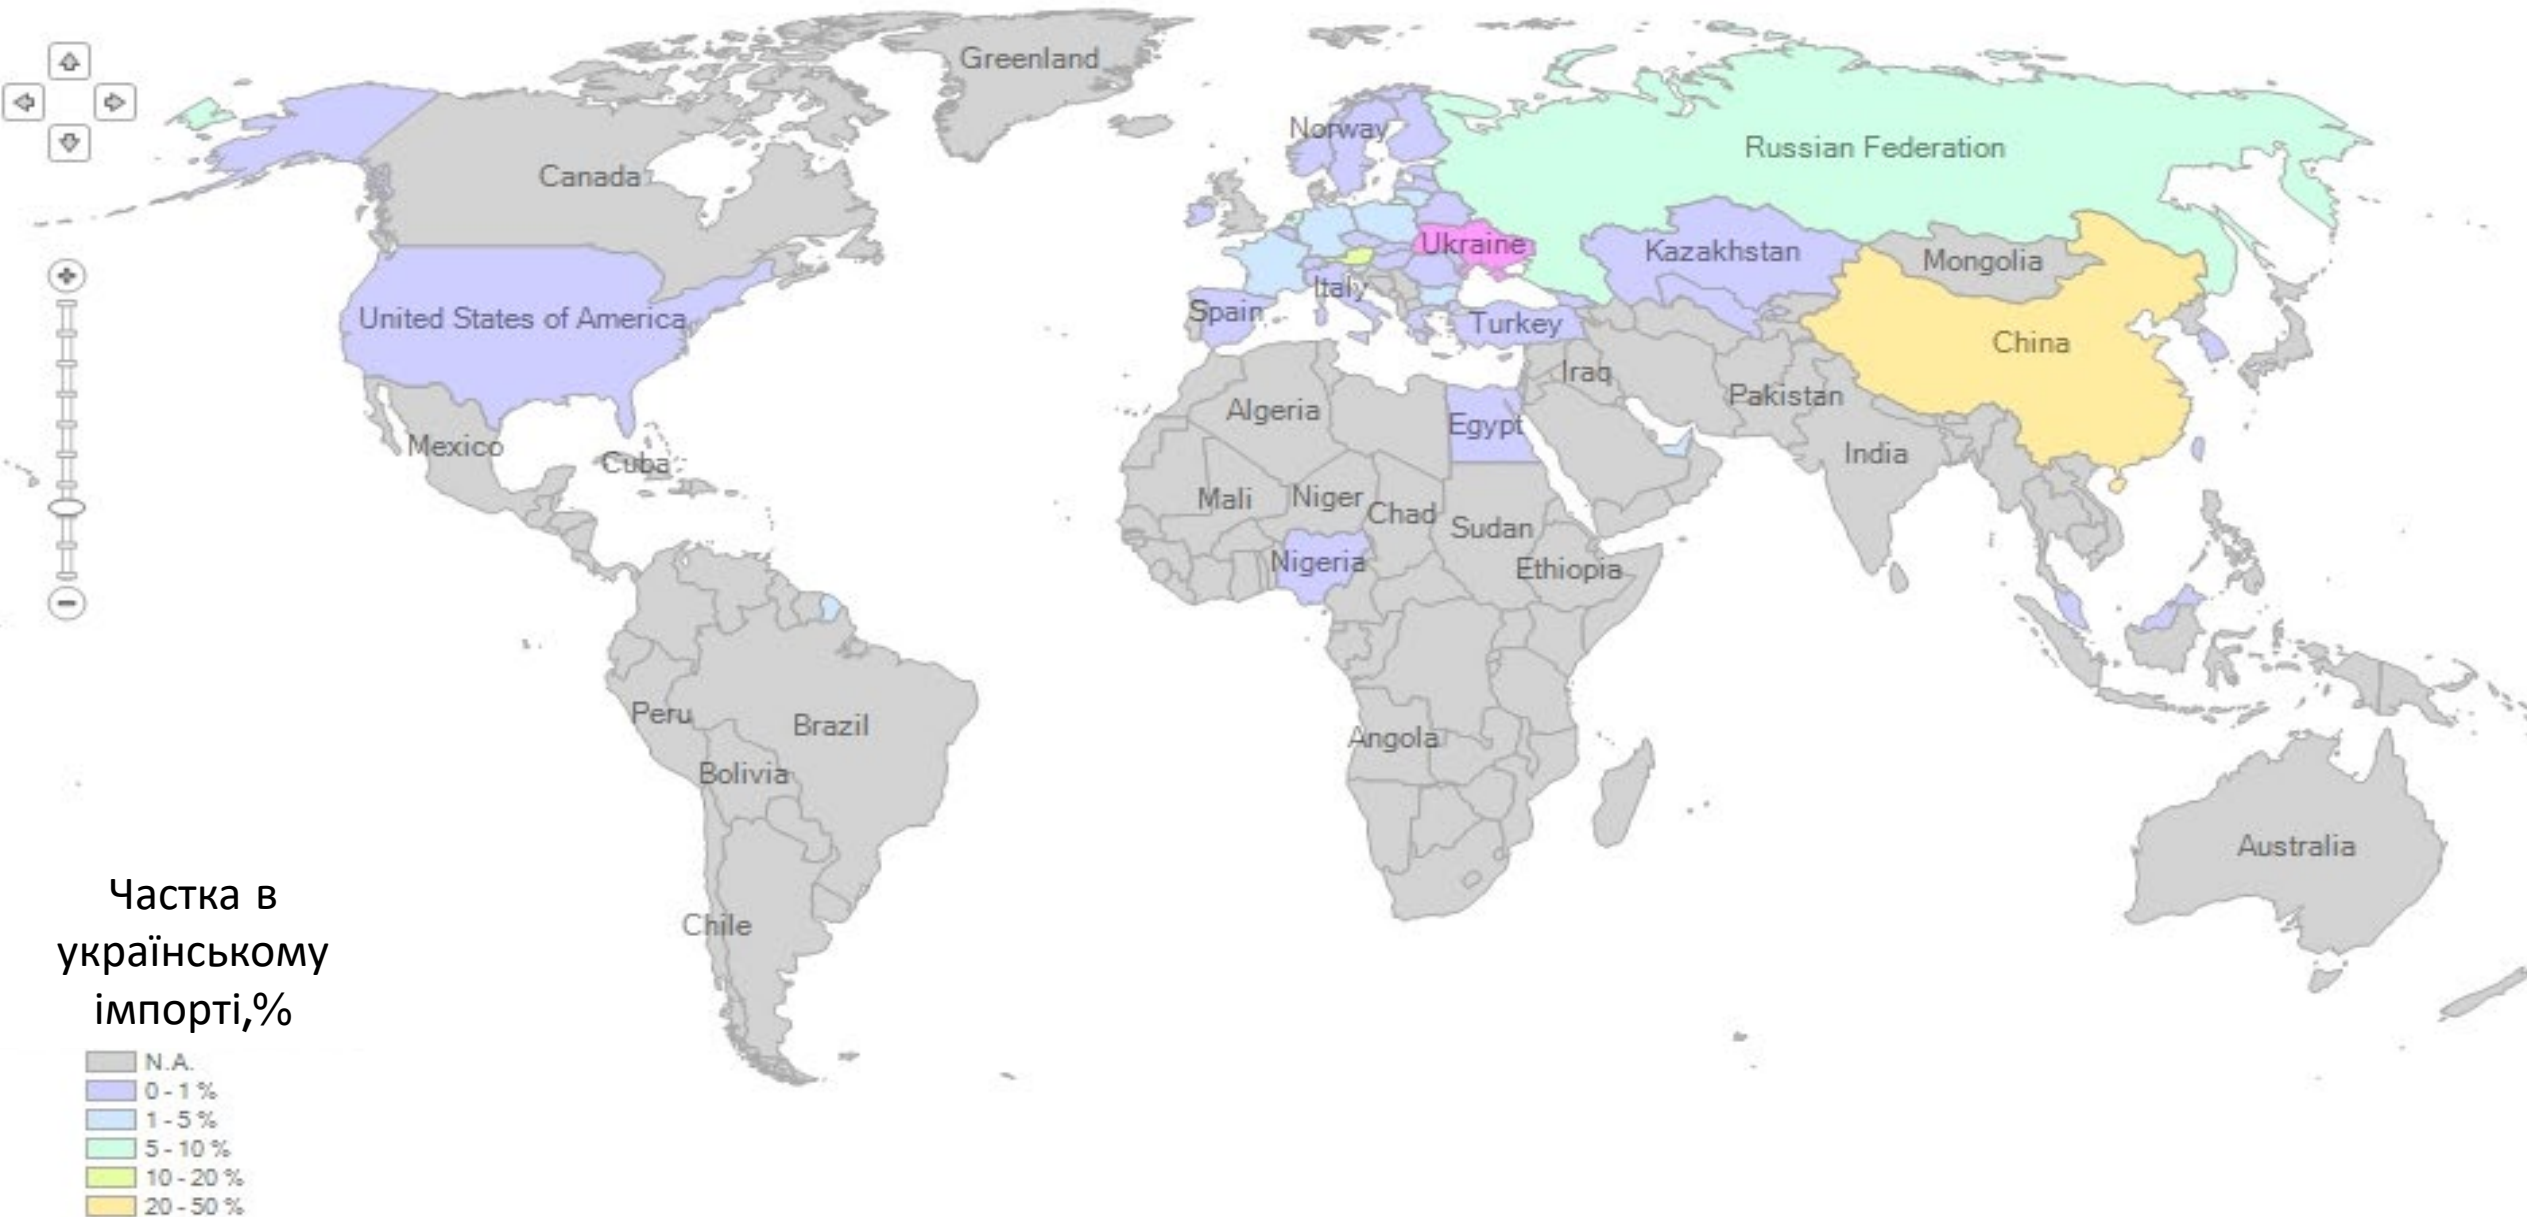 Greenland
Norway
Russian Federation
Canada
Ukraine
Kazakhstan
Mongolia
Italy
Spain
Turkey
United States of America
China
Iraq
Pakistan
Algeria
Egypt
Mexico
Cuba
India
Mali
Niger
Chad
Sudan
Nigeria
Ethiopia
Peru
Brazil
Angola
Bolivia
Australia
Chile
Частка в
українському
імпорті,%
N.A.
0 - 1 %
1 - 5 %
5 - 10 %
10 - 20 %
20 - 50 %